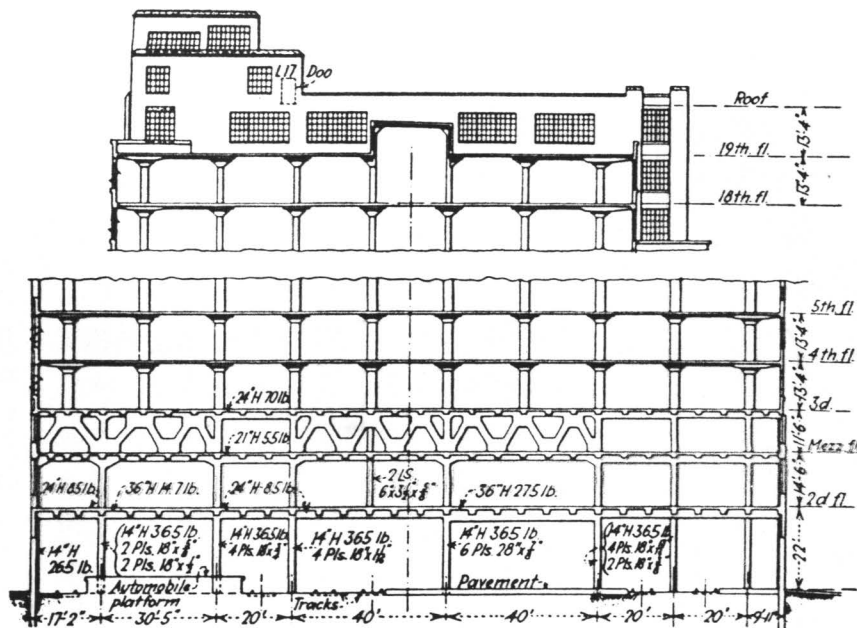 L17 Doo
Roof
13'-4"
19th. fl.
13'-4"
18th. fl.
5th fl.
13'-4"
4th fl.
13'-4"
24" H 70 lb.
3d.
11'-6"
21" H 55 lb.
Mezz fl
14'-6"
24" H 85 lb.
36" H 147 lb.
24" H 85 lb.
2 LS.
36" H 275 lb.
2d fl.
22'
14" H
265 lb.
14" H 365 lb.
2 Pls. 18" x
2 Pls. 18" x
14" H 365 lb.
4 Pls. 18" x
14" H 365 lb.
4 Pls. 18" x
14" H 365 lb.
6 Pls. 28" x
14" H 365 lb.
4 Pls. 18" x
2 Pls. 18" x
Automobile
platform
Tracks
Pavement
17'-2"
30'-5"
20'
40'
40'
20'
20'
9'-11"